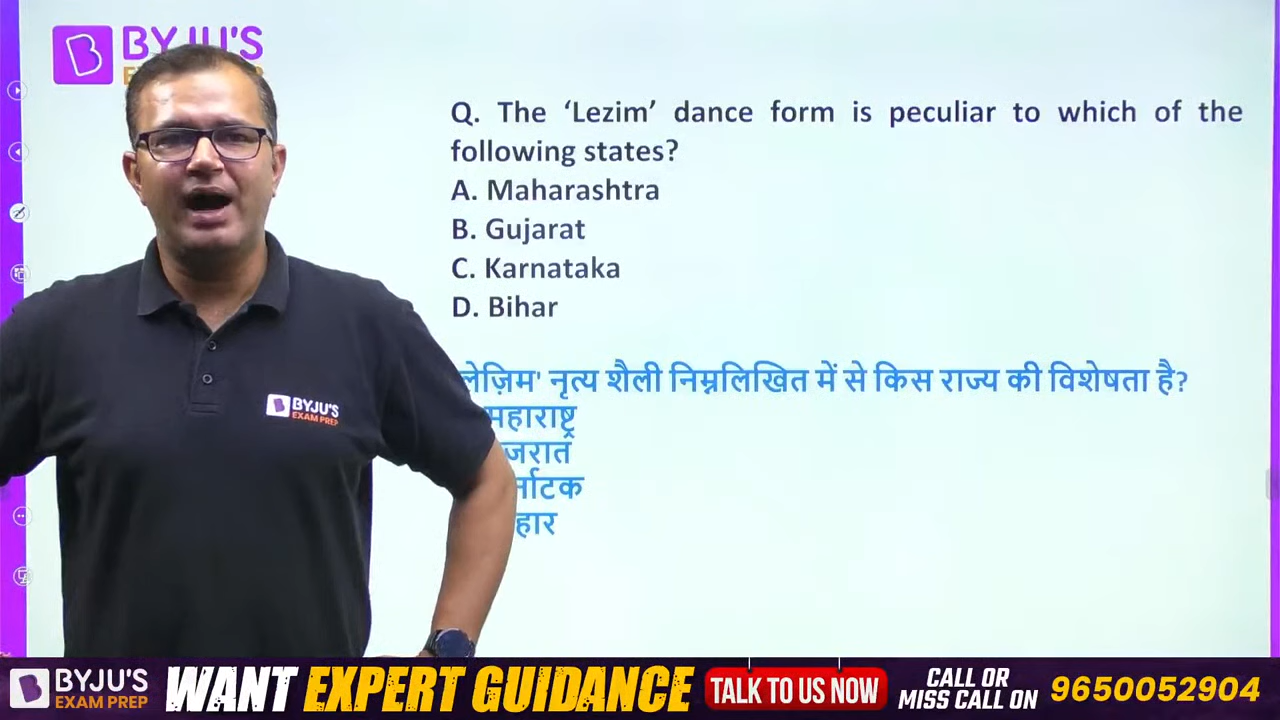 BYJU'S
Q. The ‘Lezim’ dance form is peculiar to which of the
following states?
A. Maharashtra
B. Gujarat
C. Karnataka
D. Bihar
लेज़िम' नृत्य शैली निम्नलिखित में से किस राज्य की विशेषता है?
महाराष्ट्र
जरात
र्नाटक
हार
BYJU'S
EXAM PREP
BYJU'S
EXAM PREP
WANT EXPERT GUIDANCE
TALK TO US NOW
CALL OR
MISS CALL ON
9650052904